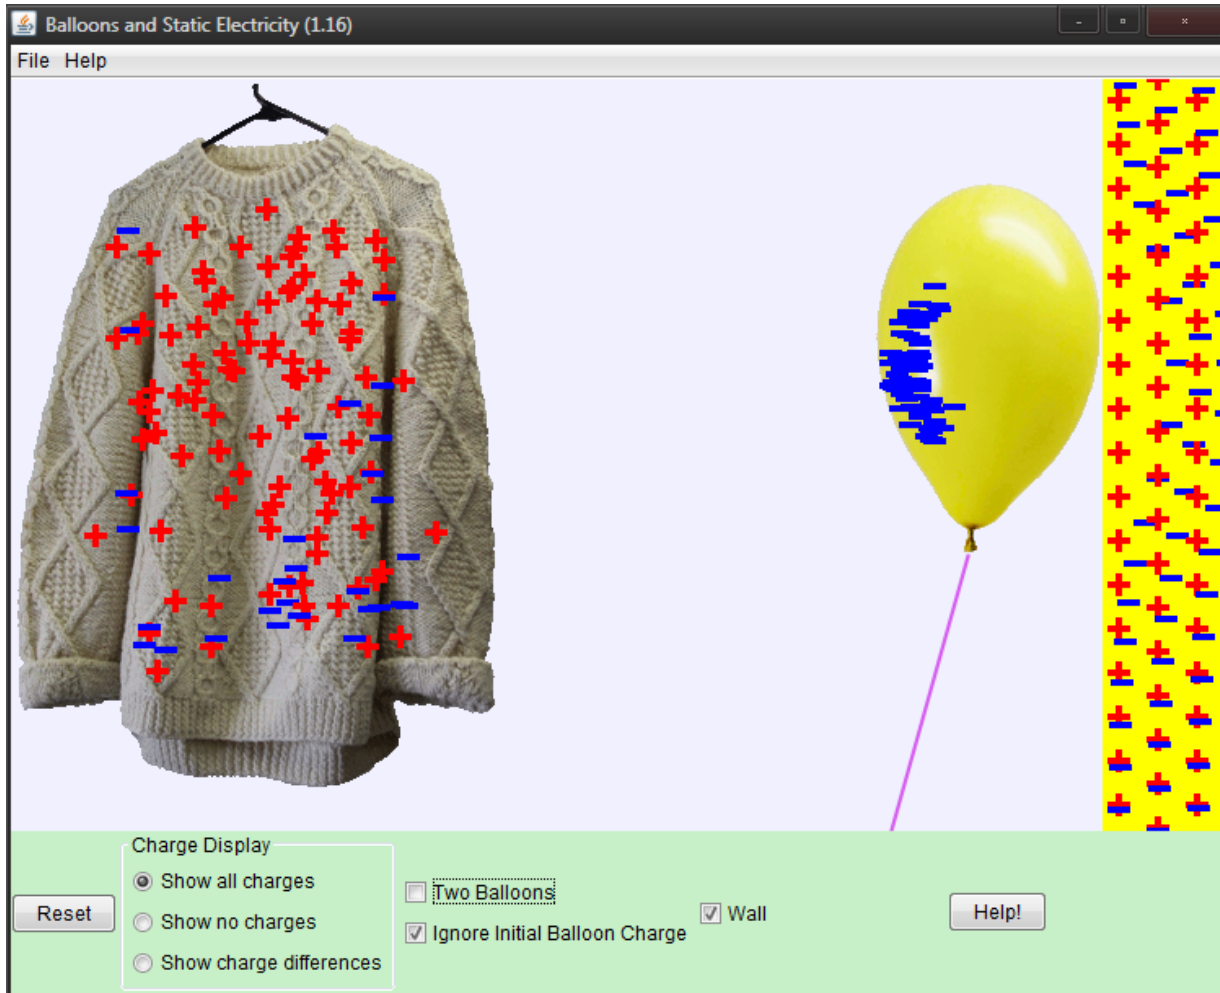 Balloons and Static Electricity (1.16)
File Help
Charge Display
Show all charges
Show no charges
Show charge differences
Reset
Two Balloons
Ignore Initial Balloon Charge
Wall
Help!